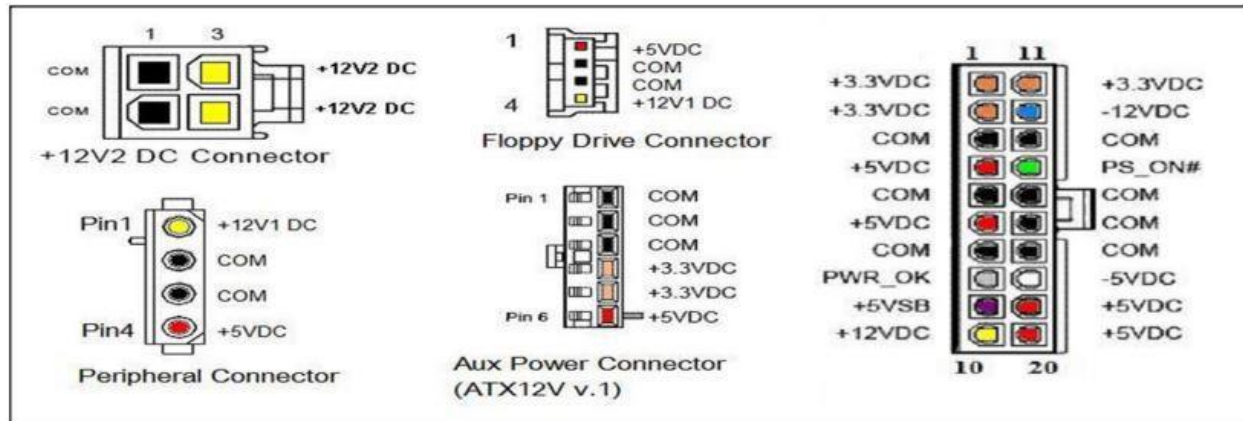 1 3
COM +12V2 DC
COM +12V2 DC
+12V2 DC Connector
1 +5VDC
COM
COM
4 +12V1 DC
Floppy Drive Connector
Pin1 +12V1 DC
COM
COM
Pin4 +5VDC
Peripheral Connector
Pin 1 COM
COM
COM
+3.3VDC
+3.3VDC
Pin 6 +5VDC
Aux Power Connector
(ATX12V v.1)
1 11
+3.3VDC +3.3VDC
+3.3VDC -12VDC
COM COM
+5VDC PS_ON#
COM COM
+5VDC COM
COM COM
PWR_OK -5VDC
+5VSB +5VDC
+12VDC +5VDC
10 20